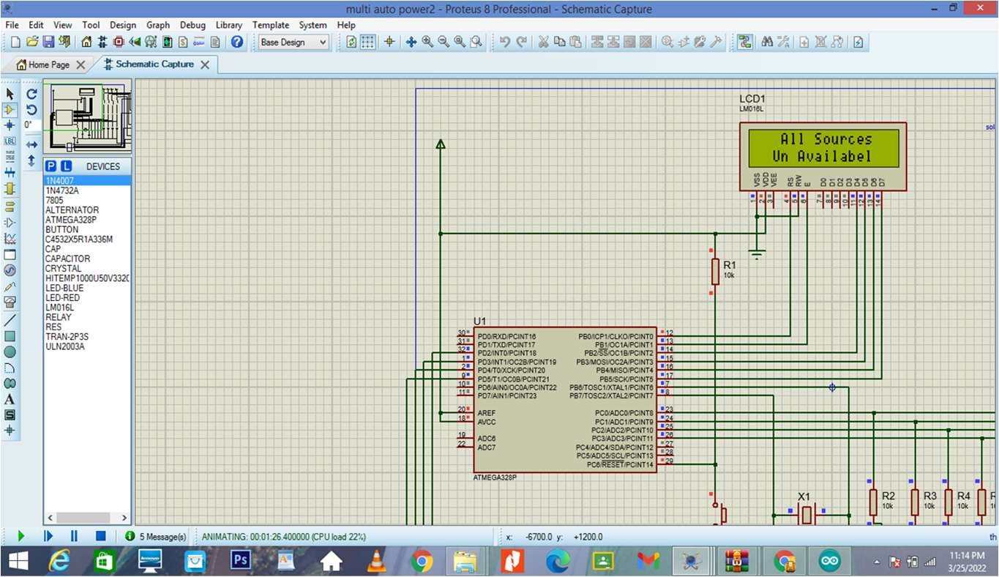 multi auto power2 - Proteus 8 Professional - Schematic Capture
File Edit View Tool Design Graph Debug Library Template System Help
Base Design
Home Page
Schematic Capture
0°
LBL
P L DEVICES
1N4007
1N4732A
7805
ALTERNATOR
ATMEGA328P
BUTTON
C4532X5R1A336M
CAP
CAPACITOR
CRYSTAL
HITEMP1000U50V3320
LED-BLUE
LED-RED
LM016L
RELAY
RES
TRAN-2P3S
ULN2003A
A
S
LCD1
LM016L
All Sources
Un Availabel
VSS VDD VEE RS RW E D0 D1 D2 D3 D4 D5 D6 D7
1 2 3 4 5 6 7 8 9 10 11 12 13 14
sol
R1
10k
U1
30 PD0/RXD/PCINT16 PB0/ICP1/CLKO/PCINT0 12
31 PD1/TXD/PCINT17 PB1/OC1A/PCINT1 13
32 PD2/INT0/PCINT18 PB2/SS/OC1B/PCINT2 14
1 PD3/INT1/OC2B/PCINT19 PB3/MOSI/OC2A/PCINT3 15
2 PD4/T0/XCK/PCINT20 PB4/MISO/PCINT4 16
9 PD5/T1/OC0B/PCINT21 PB5/SCK/PCINT5 17
10 PD6/AIN0/OC0A/PCINT22 PB6/TOSC1/XTAL1/PCINT6 7
11 PD7/AIN1/PCINT23 PB7/TOSC2/XTAL2/PCINT7 8
20 AREF PC0/ADC0/PCINT8 23
18 AVCC PC1/ADC1/PCINT9 24
PC2/ADC2/PCINT10 25
19 ADC6 PC3/ADC3/PCINT11 26
22 ADC7 PC4/ADC4/SDA/PCINT12 27
PC5/ADC5/SCL/PCINT13 28
PC6/RESET/PCINT14 29
ATMEGA328P
X1
R2
10k
R3
10k
R4
10k
5 Message(s)
ANIMATING: 00:01:26.400000 (CPU load 22%)
x: -6700.0 y: +1200.0
th
Ps
11:14 PM
3/25/2022